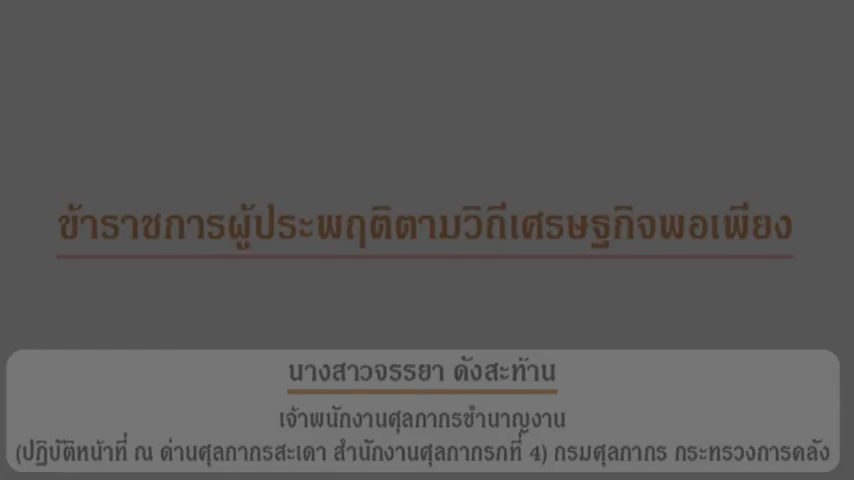 ข้าราชการผู้ประพฤติตามวิถีเศรษฐกิจพอเพียง
นางสาวจรรยา ดังสะท้าน
เจ้าพนักงานศุลกากรชำนาญงาน
(ปฏิบัติหน้าที่ ณ ด่านศุลกากรสะเดา สำนักงานศุลกากรภาคที่ 4) กรมศุลกากร กระทรวงการคลัง